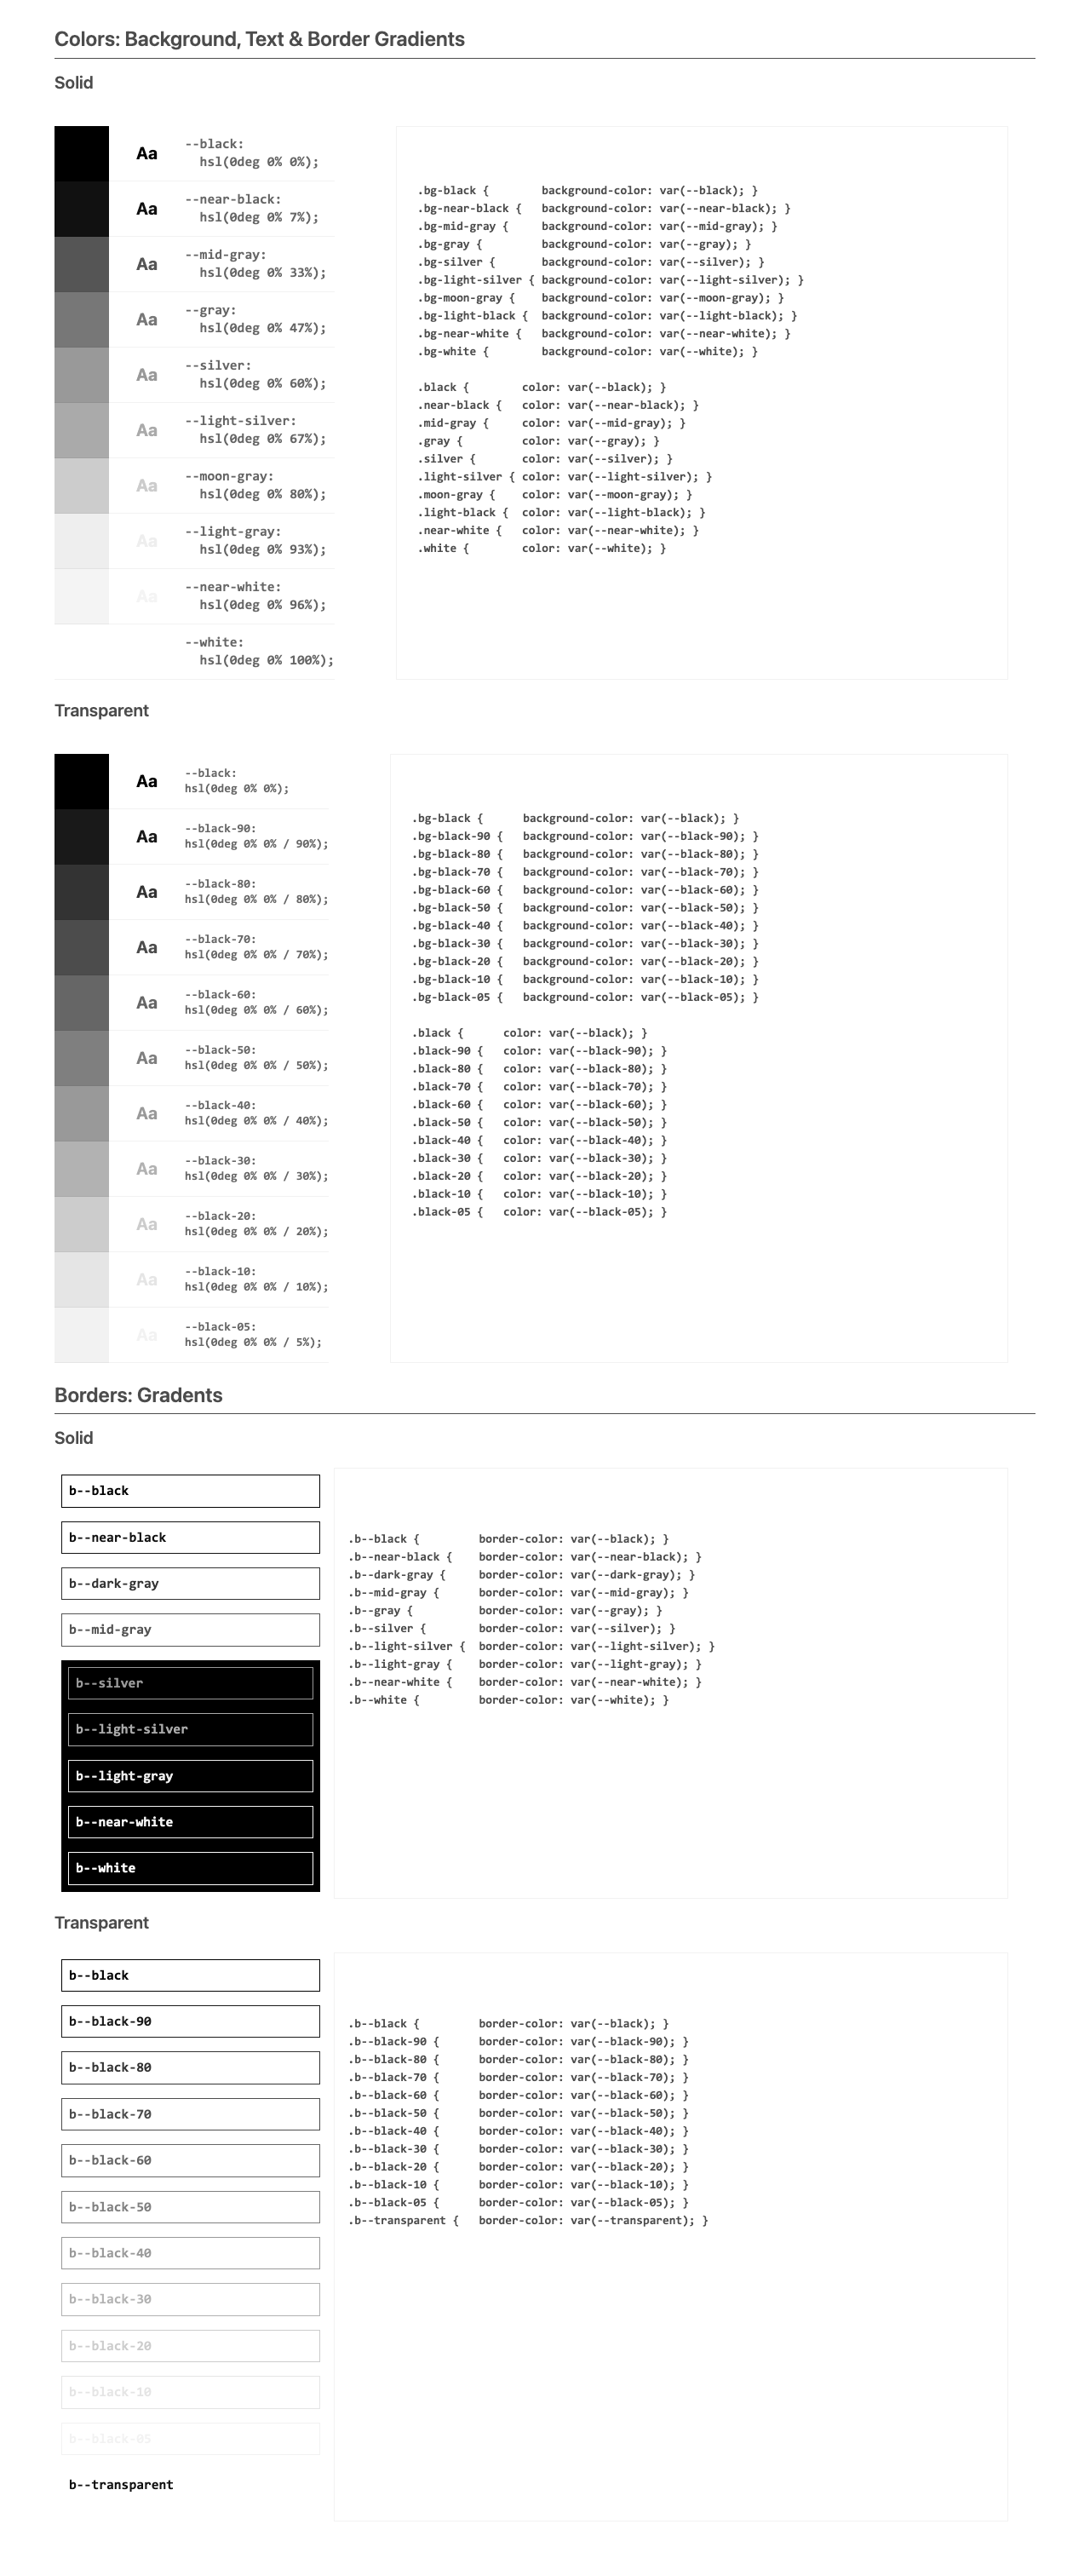 Colors: Background, Text & Border Gradients
Solid
Aa
--black:
hsl(0deg 0% 0%);
Aa
--near-black:
hsl(0deg 0% 7%);
Aa
--mid-gray:
hsl(0deg 0% 33%);
Aa
--gray:
hsl(0deg 0% 47%);
Aa
--silver:
hsl(0deg 0% 60%);
Aa
--light-silver:
hsl(0deg 0% 67%);
Aa
--moon-gray:
hsl(0deg 0% 80%);
Aa
--light-gray:
hsl(0deg 0% 93%);
Aa
--near-white:
hsl(0deg 0% 96%);
--white:
hsl(0deg 0% 100%);
.bg-black { background-color: var(--black); }
.bg-near-black { background-color: var(--near-black); }
.bg-mid-gray { background-color: var(--mid-gray); }
.bg-gray { background-color: var(--gray); }
.bg-silver { background-color: var(--silver); }
.bg-light-silver { background-color: var(--light-silver); }
.bg-moon-gray { background-color: var(--moon-gray); }
.bg-light-black { background-color: var(--light-black); }
.bg-near-white { background-color: var(--near-white); }
.bg-white { background-color: var(--white); }
.black { color: var(--black); }
.near-black { color: var(--near-black); }
.mid-gray { color: var(--mid-gray); }
.gray { color: var(--gray); }
.silver { color: var(--silver); }
.light-silver { color: var(--light-silver); }
.moon-gray { color: var(--moon-gray); }
.light-black { color: var(--light-black); }
.near-white { color: var(--near-white); }
.white { color: var(--white); }
Transparent
Aa
--black:
hsl(0deg 0% 0%);
Aa
--black-90:
hsl(0deg 0% 0% / 90%);
Aa
--black-80:
hsl(0deg 0% 0% / 80%);
Aa
--black-70:
hsl(0deg 0% 0% / 70%);
Aa
--black-60:
hsl(0deg 0% 0% / 60%);
Aa
--black-50:
hsl(0deg 0% 0% / 50%);
Aa
--black-40:
hsl(0deg 0% 0% / 40%);
Aa
--black-30:
hsl(0deg 0% 0% / 30%);
Aa
--black-20:
hsl(0deg 0% 0% / 20%);
Aa
--black-10:
hsl(0deg 0% 0% / 10%);
Aa
--black-05:
hsl(0deg 0% 0% / 5%);
.bg-black { background-color: var(--black); }
.bg-black-90 { background-color: var(--black-90); }
.bg-black-80 { background-color: var(--black-80); }
.bg-black-70 { background-color: var(--black-70); }
.bg-black-60 { background-color: var(--black-60); }
.bg-black-50 { background-color: var(--black-50); }
.bg-black-40 { background-color: var(--black-40); }
.bg-black-30 { background-color: var(--black-30); }
.bg-black-20 { background-color: var(--black-20); }
.bg-black-10 { background-color: var(--black-10); }
.bg-black-05 { background-color: var(--black-05); }
.black { color: var(--black); }
.black-90 { color: var(--black-90); }
.black-80 { color: var(--black-80); }
.black-70 { color: var(--black-70); }
.black-60 { color: var(--black-60); }
.black-50 { color: var(--black-50); }
.black-40 { color: var(--black-40); }
.black-30 { color: var(--black-30); }
.black-20 { color: var(--black-20); }
.black-10 { color: var(--black-10); }
.black-05 { color: var(--black-05); }
Borders: Gradents
Solid
b--black
b--near-black
b--dark-gray
b--mid-gray
b--silver
b--light-silver
b--light-gray
b--near-white
b--white
.b--black { border-color: var(--black); }
.b--near-black { border-color: var(--near-black); }
.b--dark-gray { border-color: var(--dark-gray); }
.b--mid-gray { border-color: var(--mid-gray); }
.b--gray { border-color: var(--gray); }
.b--silver { border-color: var(--silver); }
.b--light-silver { border-color: var(--light-silver); }
.b--light-gray { border-color: var(--light-gray); }
.b--near-white { border-color: var(--near-white); }
.b--white { border-color: var(--white); }
Transparent
b--black
b--black-90
b--black-80
b--black-70
b--black-60
b--black-50
b--black-40
b--black-30
b--black-20
b--black-10
b--black-05
b--transparent
.b--black { border-color: var(--black); }
.b--black-90 { border-color: var(--black-90); }
.b--black-80 { border-color: var(--black-80); }
.b--black-70 { border-color: var(--black-70); }
.b--black-60 { border-color: var(--black-60); }
.b--black-50 { border-color: var(--black-50); }
.b--black-40 { border-color: var(--black-40); }
.b--black-30 { border-color: var(--black-30); }
.b--black-20 { border-color: var(--black-20); }
.b--black-10 { border-color: var(--black-10); }
.b--black-05 { border-color: var(--black-05); }
.b--transparent { border-color: var(--transparent); }